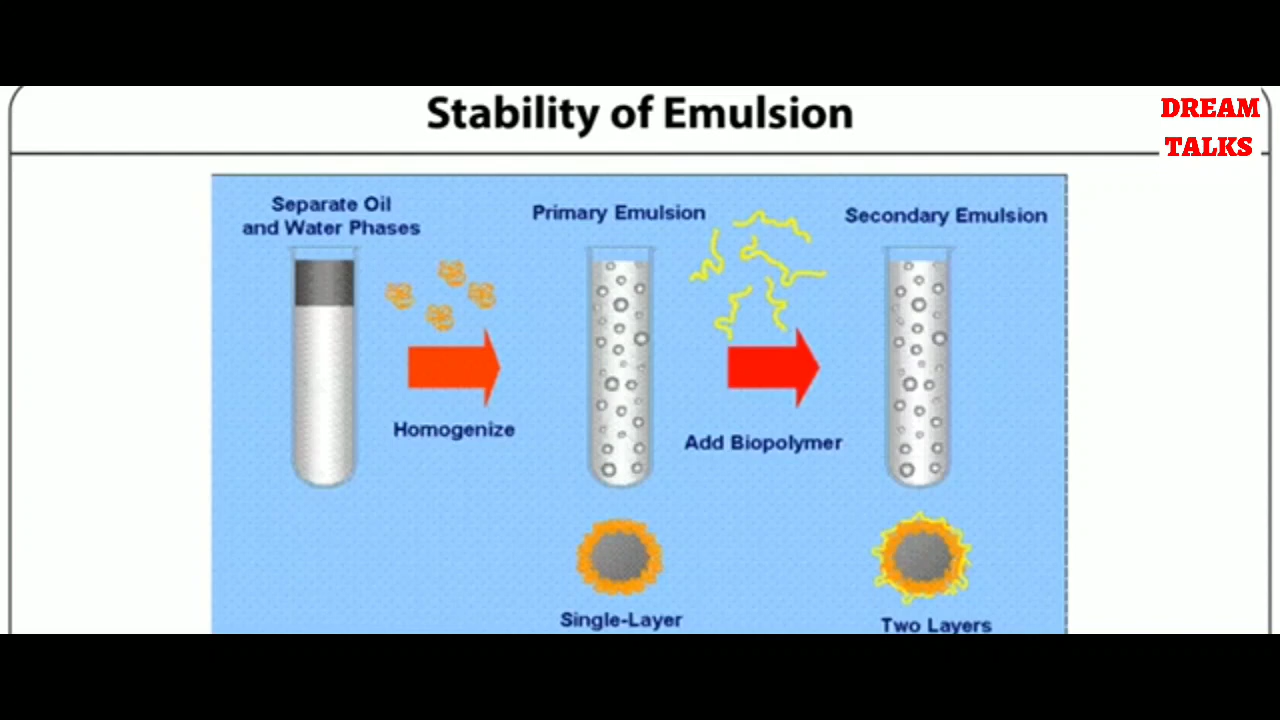 Stability of Emulsion
DREAM
TALKS
Separate Oil
and Water Phases
Primary Emulsion
Secondary Emulsion
Homogenize
Add Biopolymer
Single-Layer
Two Layers